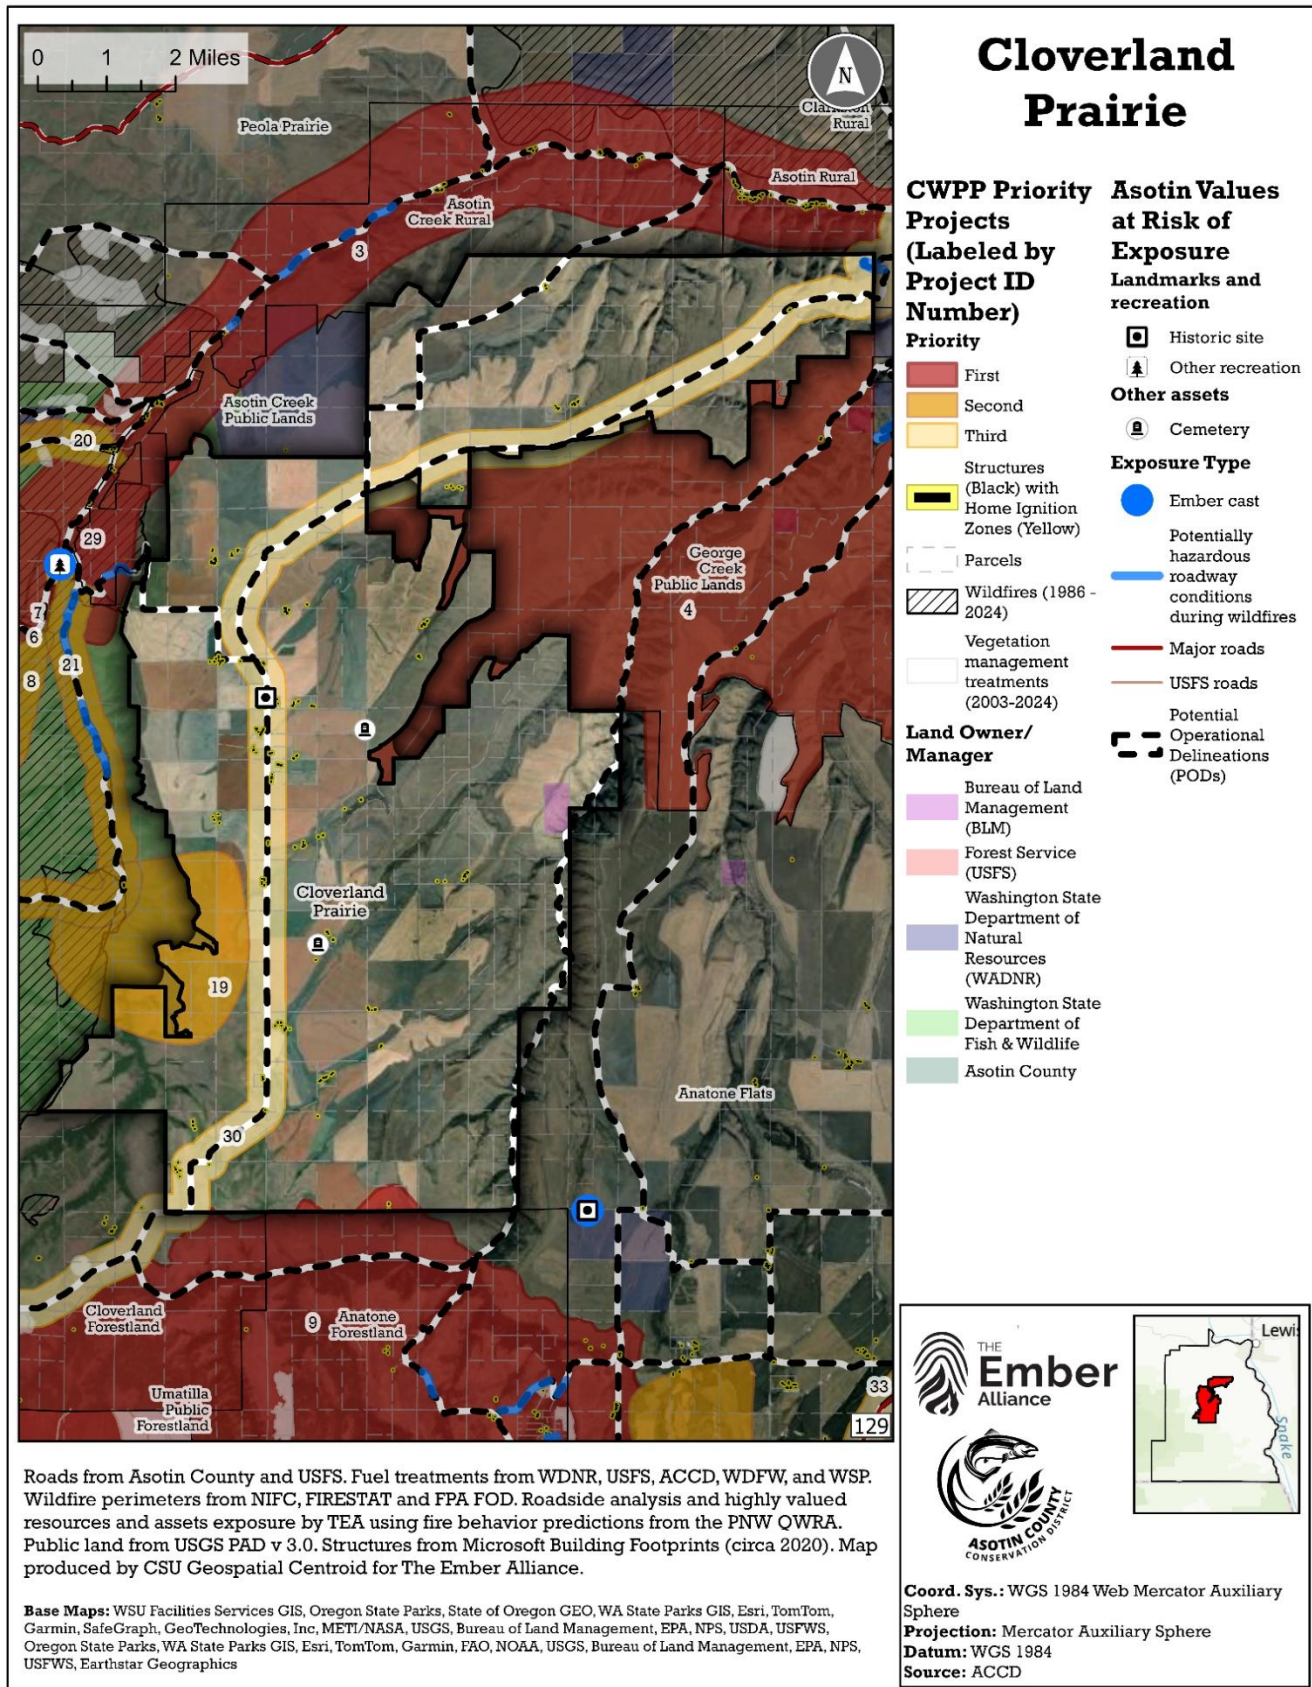 Cloverland
Prairie
0 1 2 Miles
N
Peola Prairie
Clarkston
Rural
Asotin Rural
Asotin
Creek Rural
3
Asotin Creek
Public Lands
20
29
7
6
21
8
George
Creek
Public Lands
4
Cloverland
Prairie
19
Anatone Flats
30
Cloverland
Forestland
9
Anatone
Forestland
Umatilla
Public
Forestland
33
129
CWPP Priority
Projects
(Labeled by
Project ID
Number)
Priority
First
Second
Third
Structures
(Black) with
Home Ignition
Zones (Yellow)
Parcels
Wildfires (1986 -
2024)
Vegetation
management
treatments
(2003-2024)
Land Owner/
Manager
Bureau of Land
Management
(BLM)
Forest Service
(USFS)
Washington State
Department of
Natural
Resources
(WADNR)
Washington State
Department of
Fish & Wildlife
Asotin County
Asotin Values
at Risk of
Exposure
Landmarks and
recreation
Historic site
Other recreation
Other assets
Cemetery
Exposure Type
Ember cast
Potentially
hazardous
roadway
conditions
during wildfires
Major roads
USFS roads
Potential
Operational
Delineations
(PODs)
Roads from Asotin County and USFS. Fuel treatments from WDNR, USFS, ACCD, WDFW, and WSP.
Wildfire perimeters from NIFC, FIRESTAT and FPA FOD. Roadside analysis and highly valued
resources and assets exposure by TEA using fire behavior predictions from the PNW QWRA.
Public land from USGS PAD v 3.0. Structures from Microsoft Building Footprints (circa 2020). Map
produced by CSU Geospatial Centroid for The Ember Alliance.
Base Maps: WSU Facilities Services GIS, Oregon State Parks, State of Oregon GEO, WA State Parks GIS, Esri, TomTom,
Garmin, SafeGraph, GeoTechnologies, Inc, METI/NASA, USGS, Bureau of Land Management, EPA, NPS, USDA, USFWS,
Oregon State Parks, WA State Parks GIS, Esri, TomTom, Garmin, FAO, NOAA, USGS, Bureau of Land Management, EPA, NPS,
USFWS, Earthstar Geographics
THE
Ember
Alliance
ASOTIN COUNTY
CONSERVATION DISTRICT
Lewis
Snake
Coord. Sys.: WGS 1984 Web Mercator Auxiliary
Sphere
Projection: Mercator Auxiliary Sphere
Datum: WGS 1984
Source: ACCD